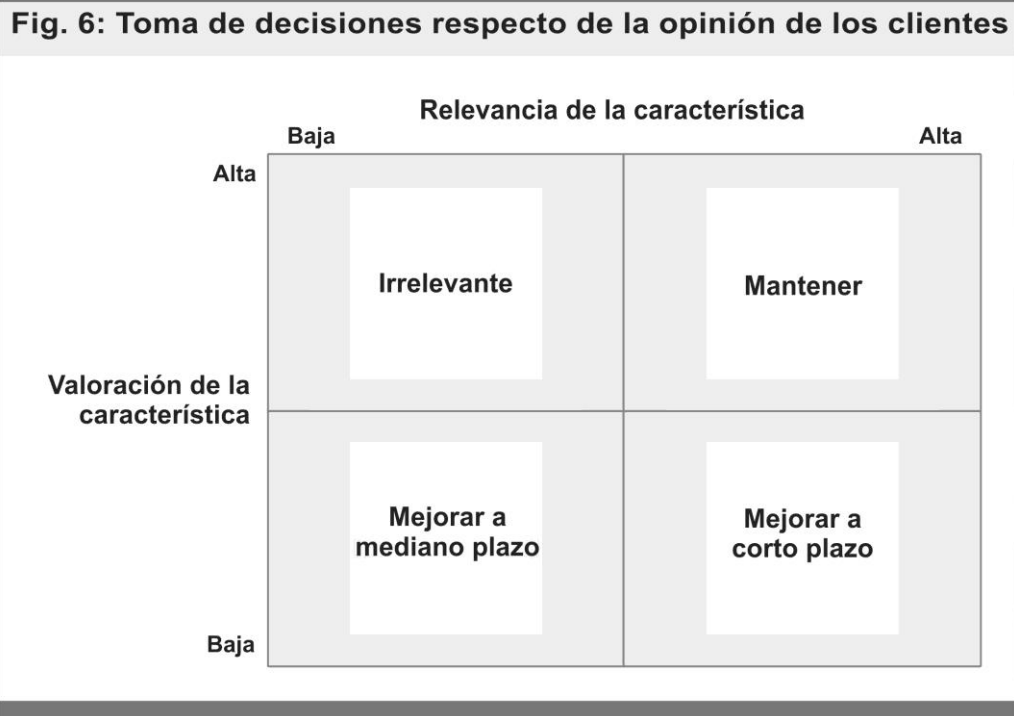 Fig. 6: Toma de decisiones respecto de la opinión de los clientes
Relevancia de la característica
Baja
Alta
Alta
Irrelevante
Mantener
Valoración de la
característica
Mejorar a
mediano plazo
Mejorar a
corto plazo
Baja